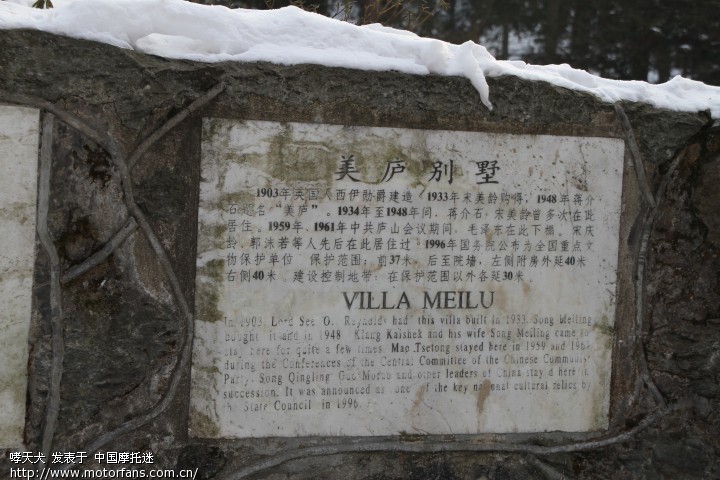 美庐别墅
1903年英国人西伊勋爵建造，1933年宋美龄购得，1948年蒋介
石题名“美庐”。1934年至1948年间，蒋介石、宋美龄曾多次在此
居住。1959年、1961年中共庐山会议期间，毛泽东在此下榻。宋庆
龄、郭沫若等人先后在此居住过。1996年国务院公布为全国重点文
物保护单位 保护范围：前37米，后至院墙，左侧附房外延40米
右侧40米 建设控制地带：在保护范围以外各延30米
VILLA MEILU
In 1903, Lord See O. Reynolds had this villa built in 1933, Song Meiling
bought it and in 1948 Kiang Kaishek and his wife Song Meiling came to
stay here for quite a few times. Mao Tsetong stayed here in 1959 and 1961
during the Conferences of the Central Committee of the Chinese Communist
Party. Song Qingling Guo Moruo and other leaders of China stayed here in
succession. It was announced as one of the key national cultural relics by
the State Council in 1996.
哮天犬 发表于 中国摩托迷
http://www.motorfans.com.cn/